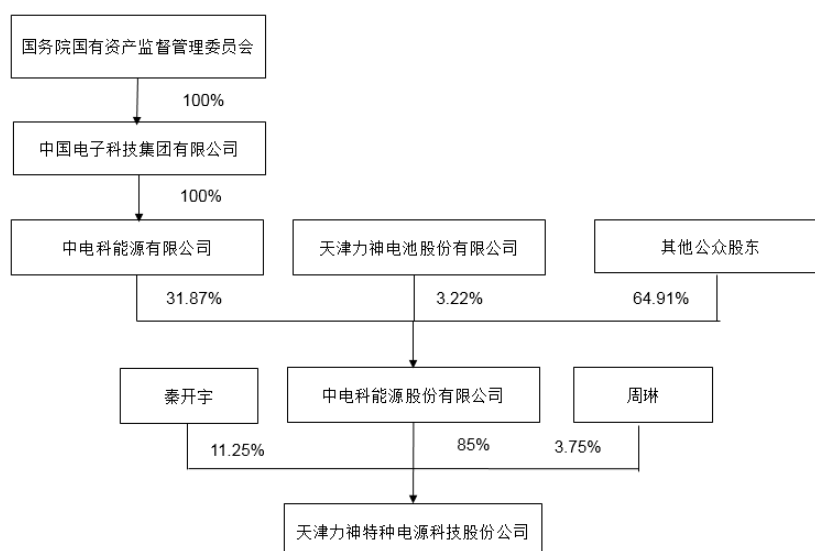 国务院国有资产监督管理委员会
100%
中国电子科技集团有限公司
100%
中电科能源有限公司
天津力神电池股份有限公司
其他公众股东
31.87%
3.22%
64.91%
秦开宇
中电科能源股份有限公司
周琳
11.25%
85%
3.75%
天津力神特种电源科技股份公司